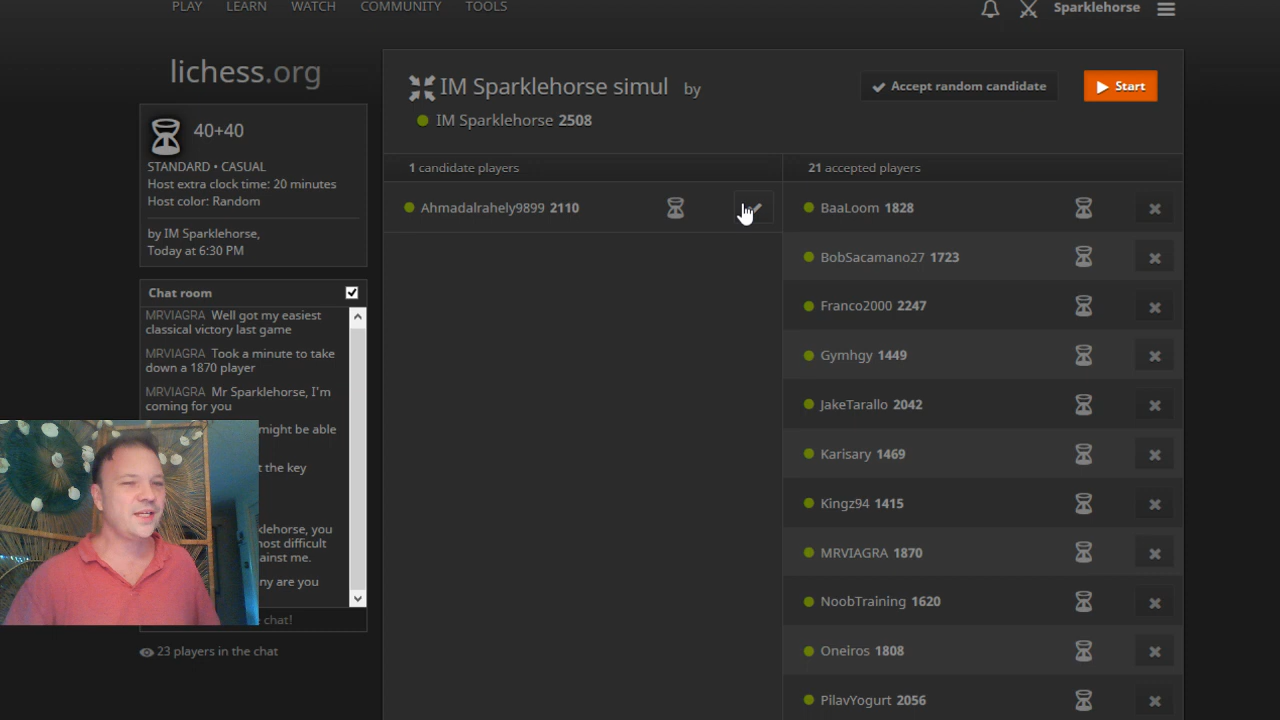 PLAY LEARN WATCH COMMUNITY TOOLS Sparklehorse
lichess.org
40+40
STANDARD • CASUAL
Host extra clock time: 20 minutes
Host color: Random
by IM Sparklehorse,
Today at 6:30 PM
Chat room
MRVIAGRA Well got my easiest
classical victory last game
MRVIAGRA Took a minute to take
down a 1870 player
MRVIAGRA Mr Sparklehorse, I'm
coming for you
might be able
the key
you
difficult
me.
are you
chat!
23 players in the chat
IM Sparklehorse simul by
IM Sparklehorse 2508
Accept random candidate
Start
1 candidate players
Ahmadalrahely9899 2110
21 accepted players
BaaLoom 1828
BobSacamano27 1723
Franco2000 2247
Gymhgy 1449
JakeTarallo 2042
Karisary 1469
Kingz94 1415
MRVIAGRA 1870
NoobTraining 1620
Oneiros 1808
PilavYogurt 2056